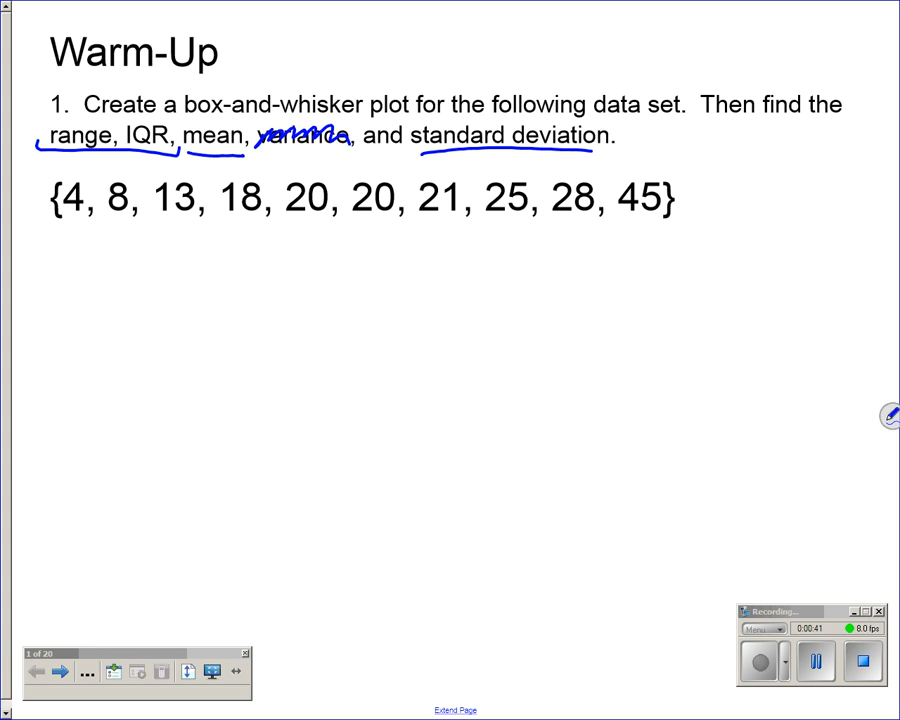 Warm-Up
1. Create a box-and-whisker plot for the following data set. Then find the
range, IQR, mean, variance, and standard deviation.
{4, 8, 13, 18, 20, 20, 21, 25, 28, 45}
Recording...
Menu
0:00:41
8.0 fps
1 of 20
Extend Page